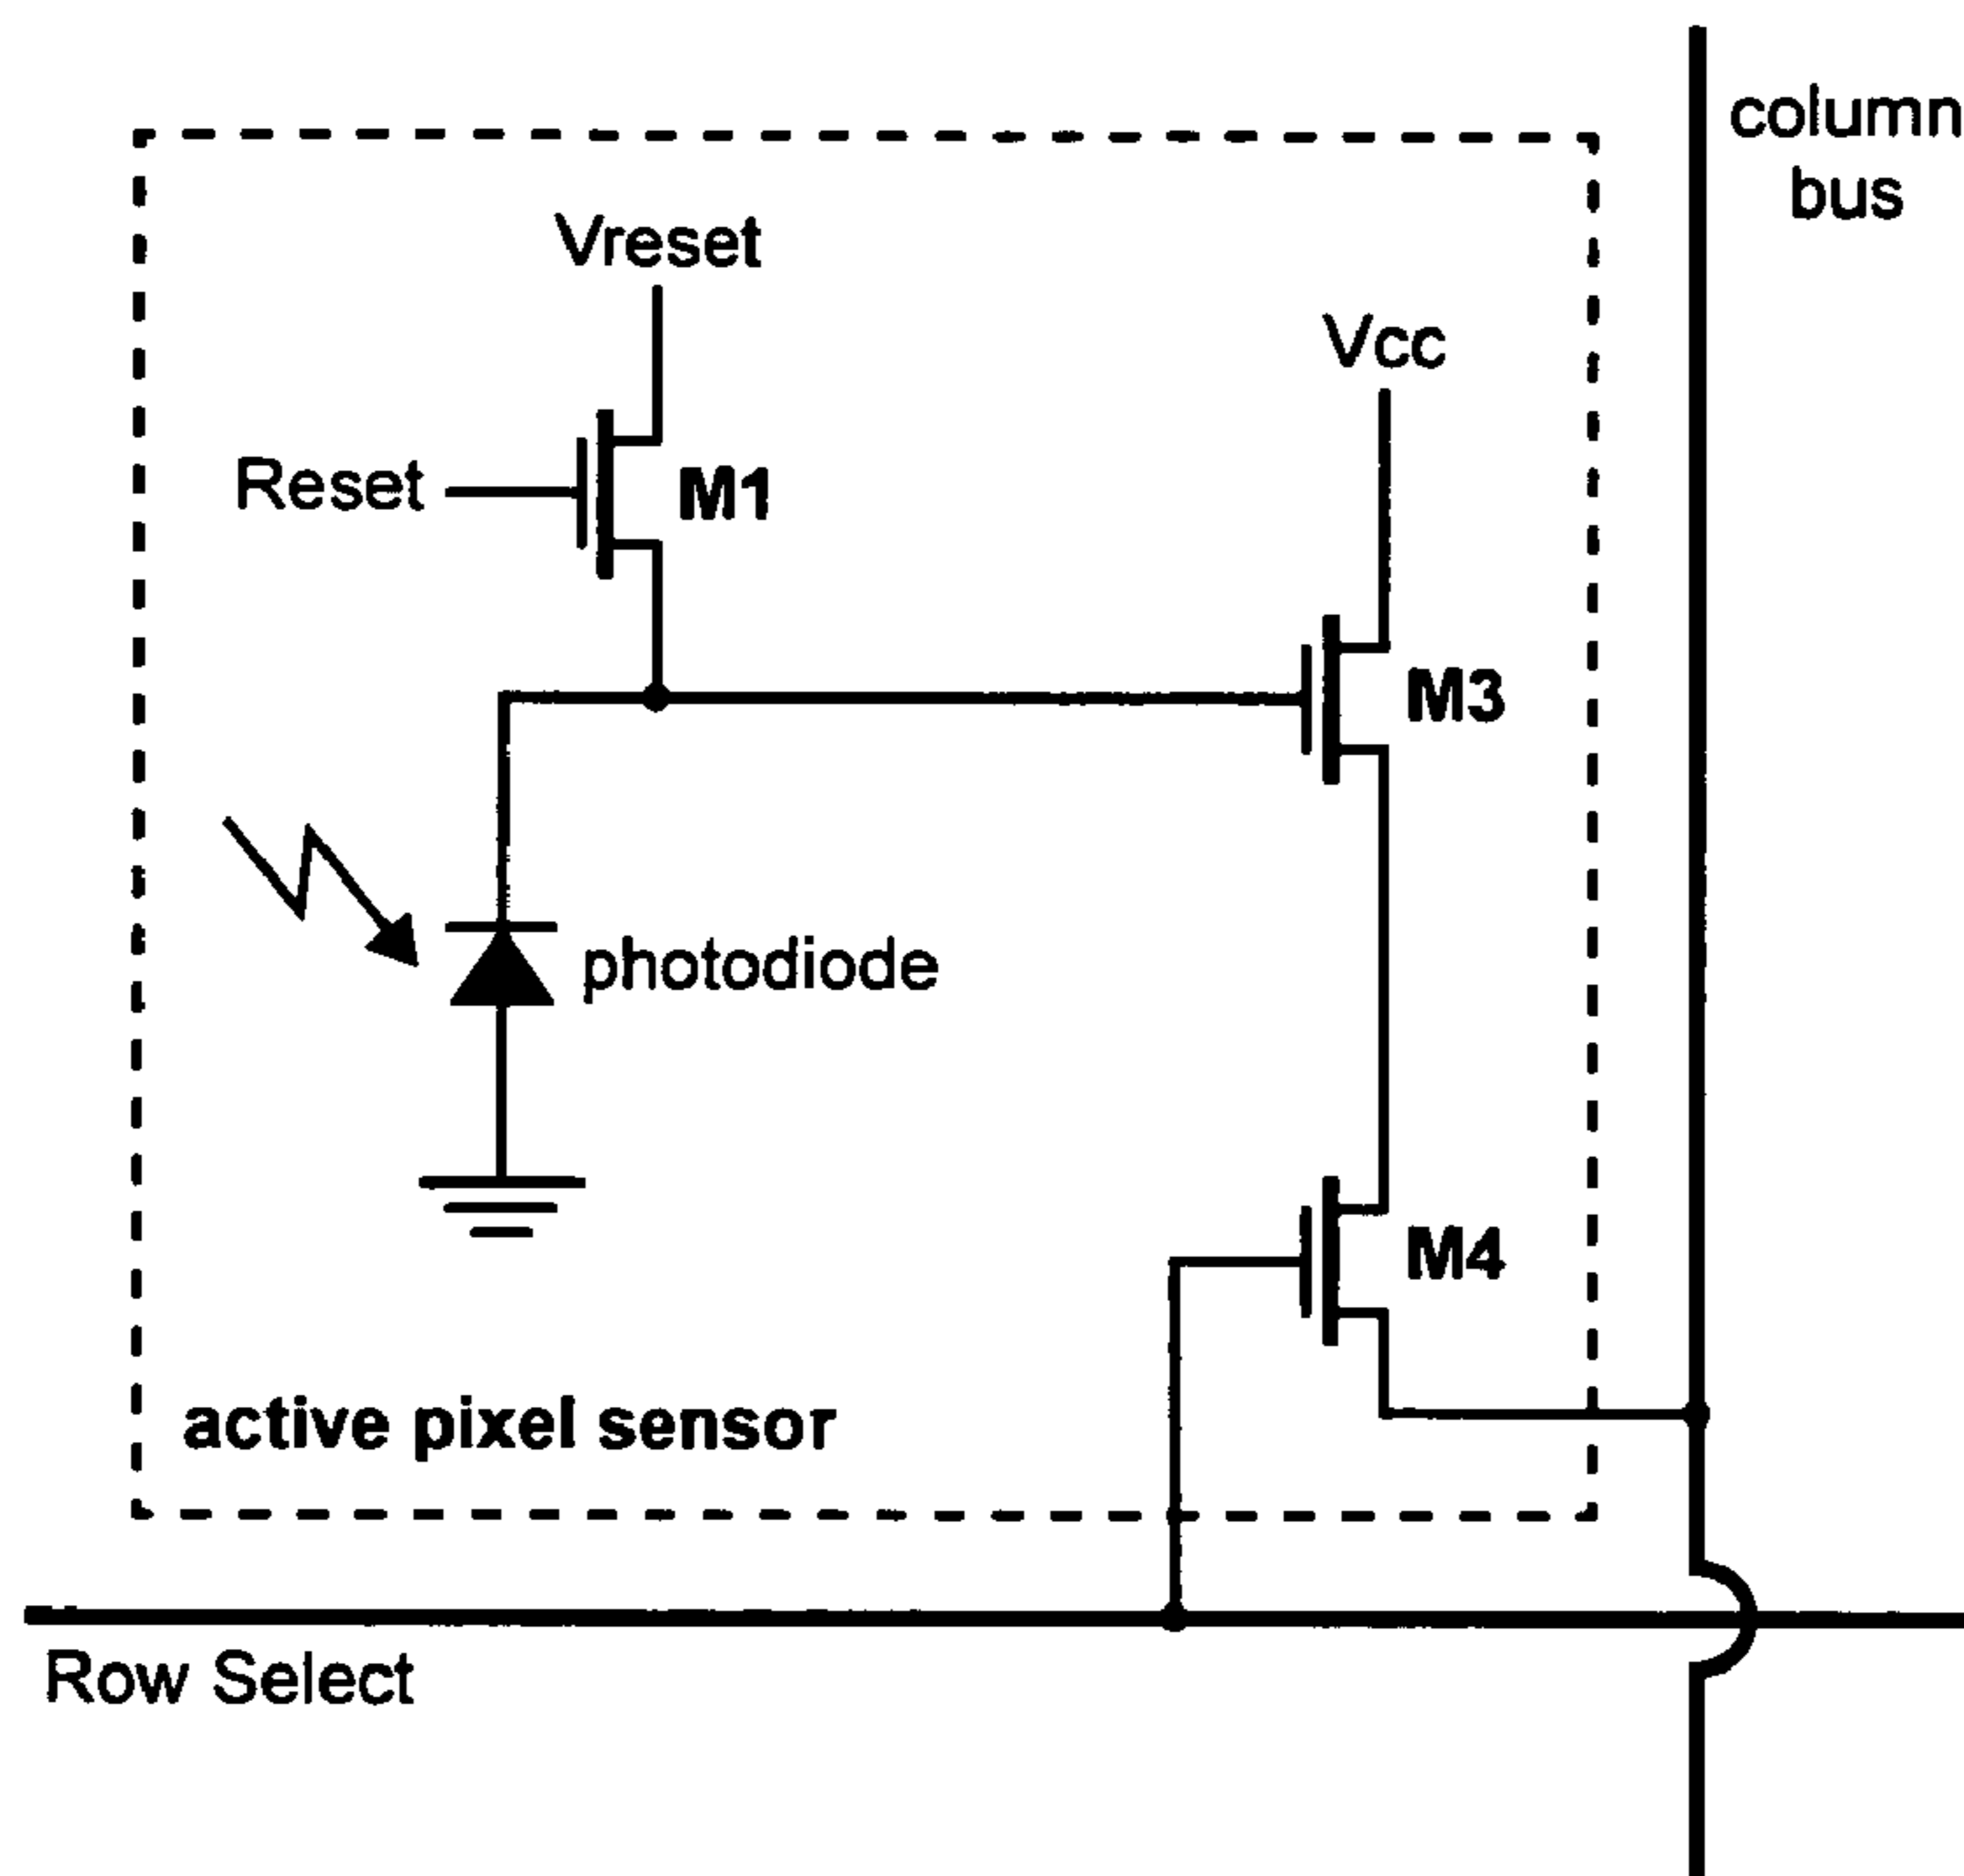 column
bus
Vreset
Vcc
Reset
M1
M3
photodiode
M4
active pixel sensor
Row Select